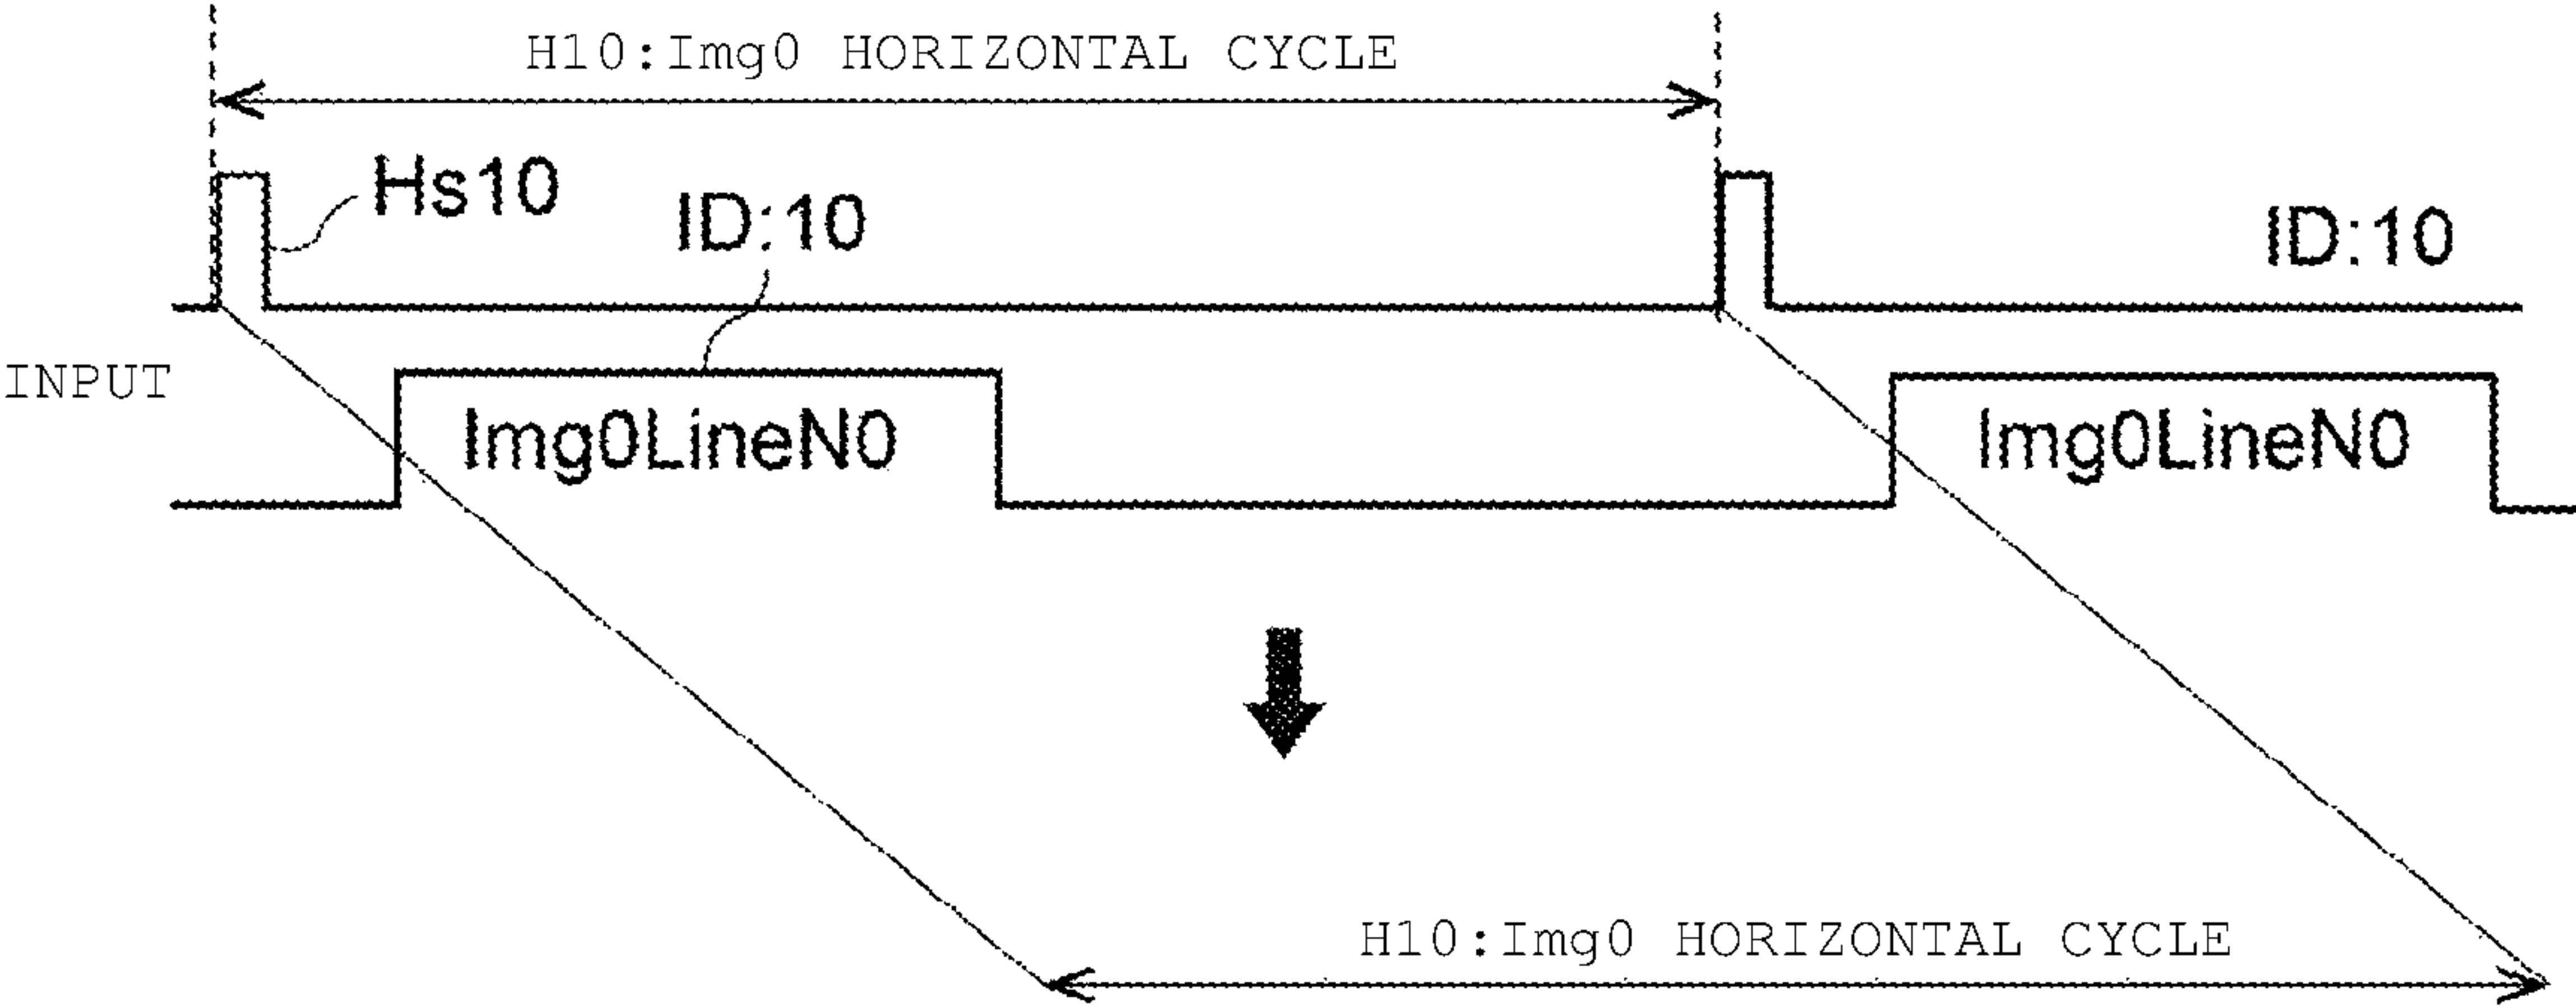 H10:Img0 HORIZONTAL CYCLE
Hs10
ID:10
ID:10
INPUT
Img0LineN0
Img0LineN0
H10:Img0 HORIZONTAL CYCLE